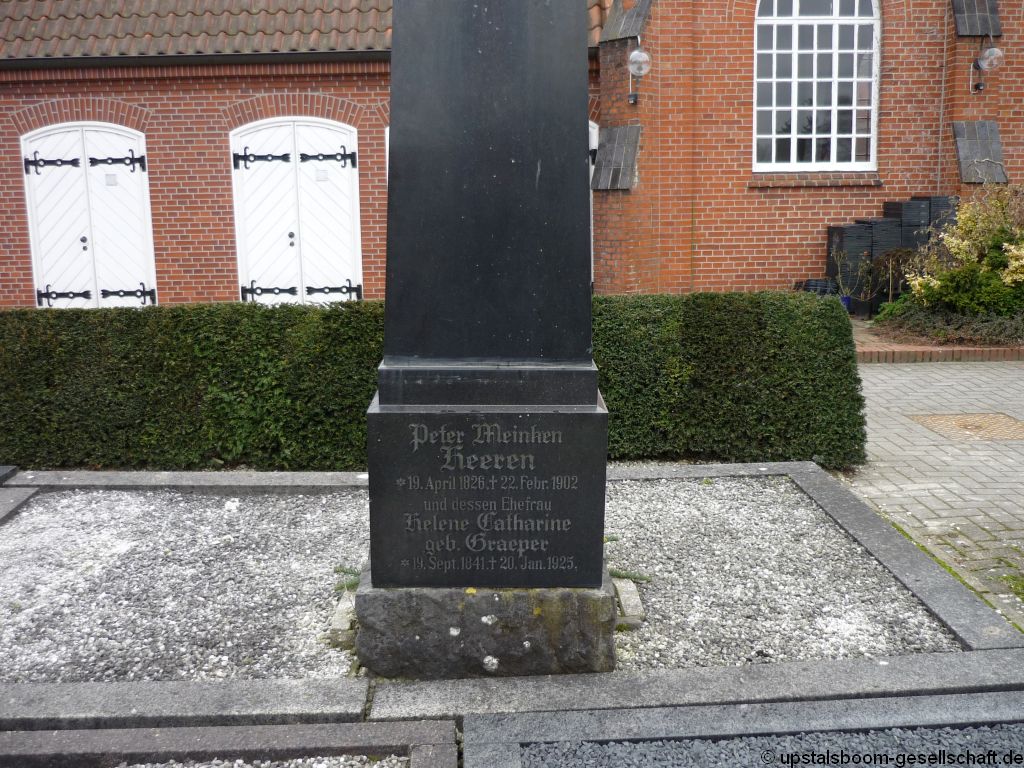 Peter Meinken
Heeren
*19. April 1826,†22. Febr. 1902
und dessen Ehefrau
Helene Catharine
geb. Graeper
*19. Sept. 1841.†20. Jan. 1925.
© upstalsboom-gesellschaft.de